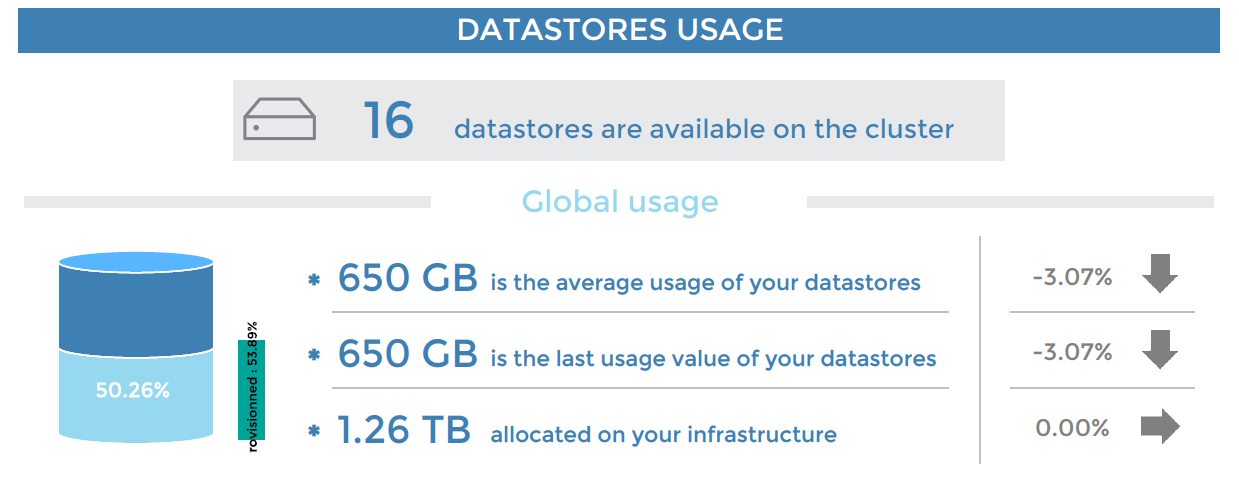 DATASTORES USAGE
16 datastores are available on the cluster
Global usage
* 650 GB is the average usage of your datastores -3.07%
* 650 GB is the last usage value of your datastores -3.07%
* 1.26 TB allocated on your infrastructure 0.00%
50.26%
rovisionned : 53.89%